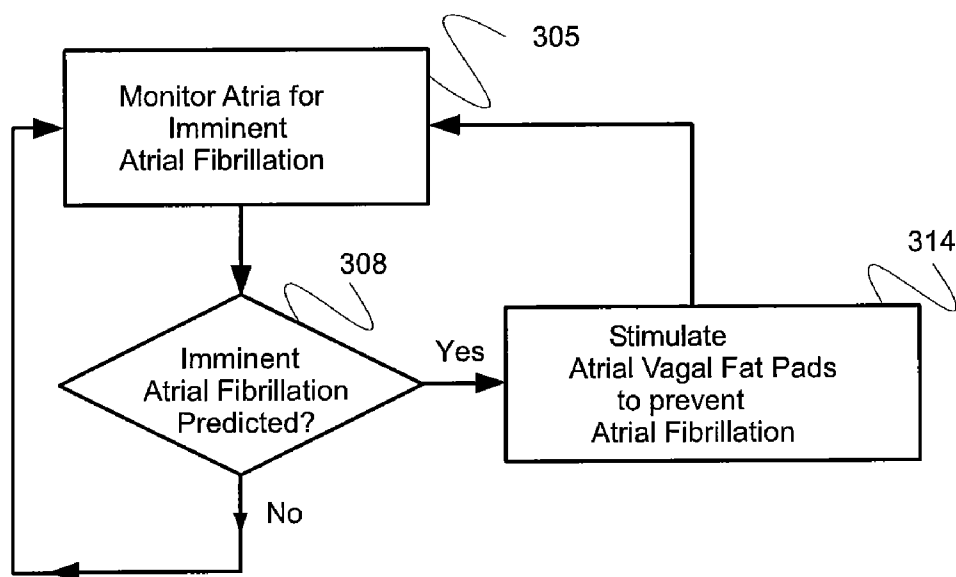 305
Monitor Atria for
Imminent
Atrial Fibrillation
308
314
Imminent
Atrial Fibrillation
Predicted?
Yes
Stimulate
Atrial Vagal Fat Pads
to prevent
Atrial Fibrillation
No